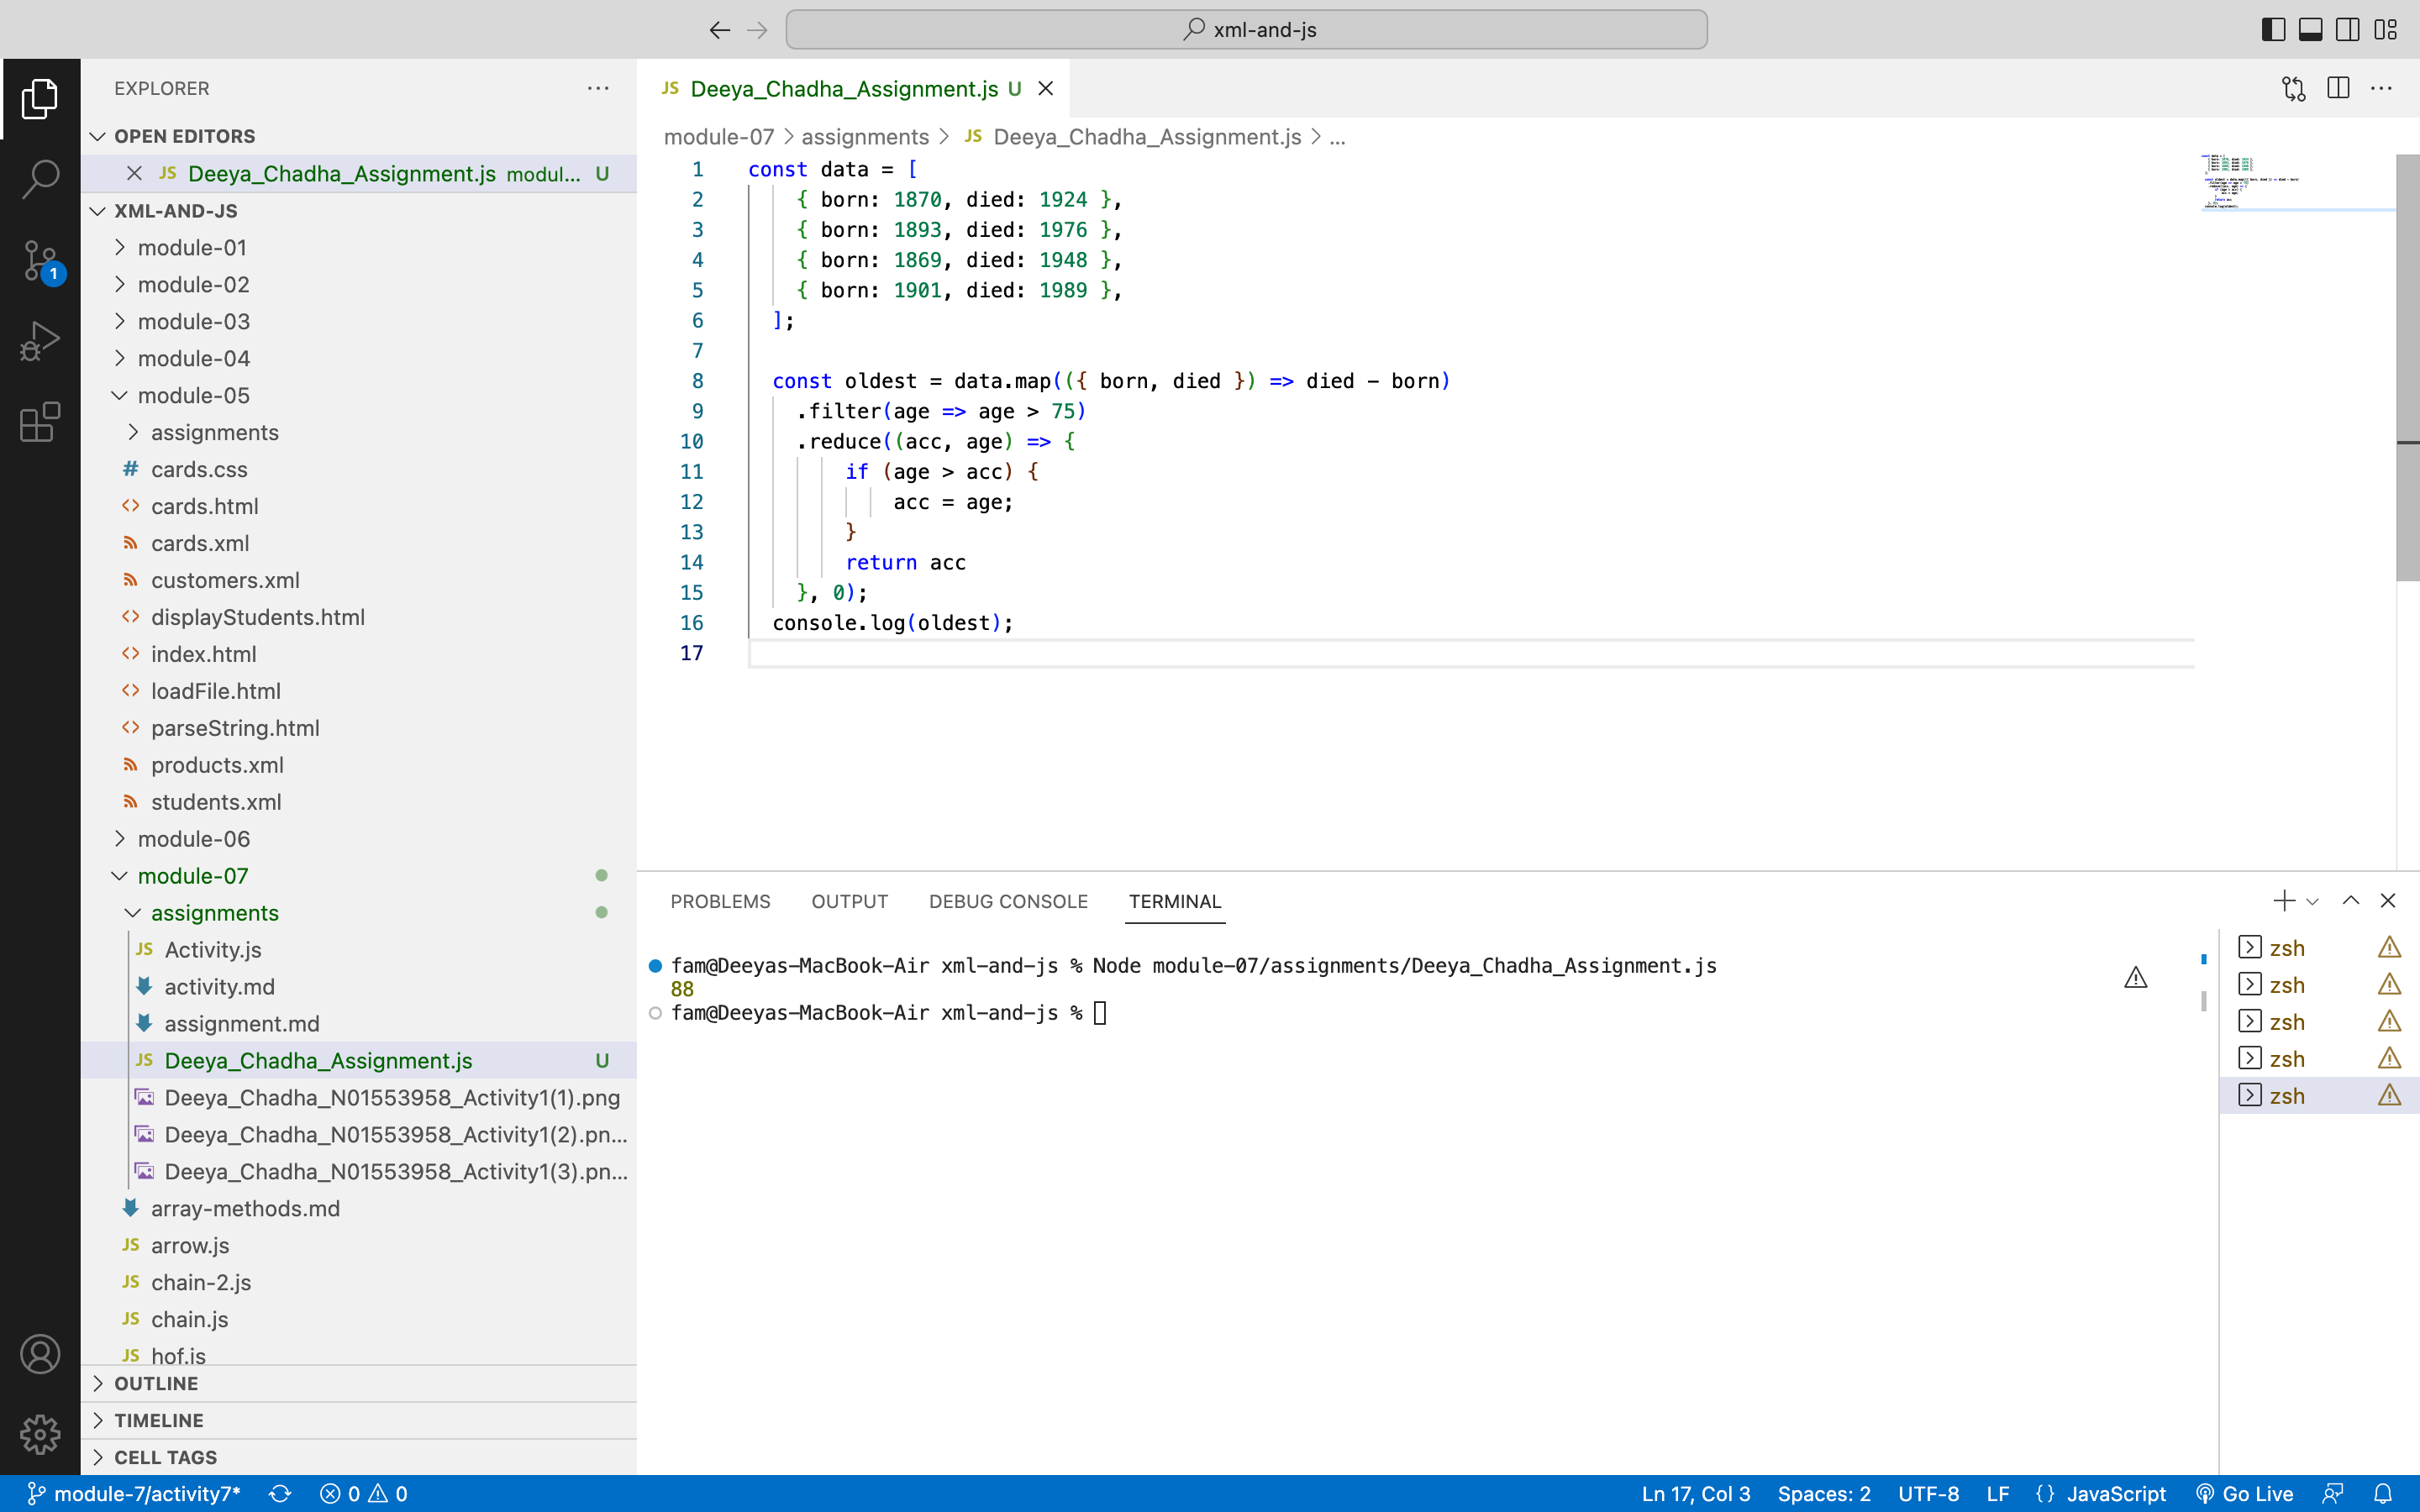 xml-and-js
EXPLORER
OPEN EDITORS
JS Deeya_Chadha_Assignment.js modul... U
XML-AND-JS
module-01
module-02
module-03
module-04
module-05
assignments
# cards.css
<> cards.html
cards.xml
customers.xml
<> displayStudents.html
<> index.html
<> loadFile.html
<> parseString.html
products.xml
students.xml
module-06
module-07
assignments
JS Activity.js
activity.md
assignment.md
JS Deeya_Chadha_Assignment.js U
Deeya_Chadha_N01553958_Activity1(1).png
Deeya_Chadha_N01553958_Activity1(2).pn...
Deeya_Chadha_N01553958_Activity1(3).pn...
array-methods.md
JS arrow.js
JS chain-2.js
JS chain.js
JS hof.js
OUTLINE
TIMELINE
CELL TAGS
1
JS Deeya_Chadha_Assignment.js U
module-07 > assignments > JS Deeya_Chadha_Assignment.js > ...
1 const data = [
2 { born: 1870, died: 1924 },
3 { born: 1893, died: 1976 },
4 { born: 1869, died: 1948 },
5 { born: 1901, died: 1989 },
6 ];
7
8 const oldest = data.map(({ born, died }) => died - born)
9 .filter(age => age > 75)
10 .reduce((acc, age) => {
11 if (age > acc) {
12 acc = age;
13 }
14 return acc
15 }, 0);
16 console.log(oldest);
17
PROBLEMS OUTPUT DEBUG CONSOLE TERMINAL
fam@Deeyas-MacBook-Air xml-and-js % Node module-07/assignments/Deeya_Chadha_Assignment.js
88
fam@Deeyas-MacBook-Air xml-and-js %
zsh
zsh
zsh
zsh
zsh
module-7/activity7* 0 0 Ln 17, Col 3 Spaces: 2 UTF-8 LF {} JavaScript Go Live